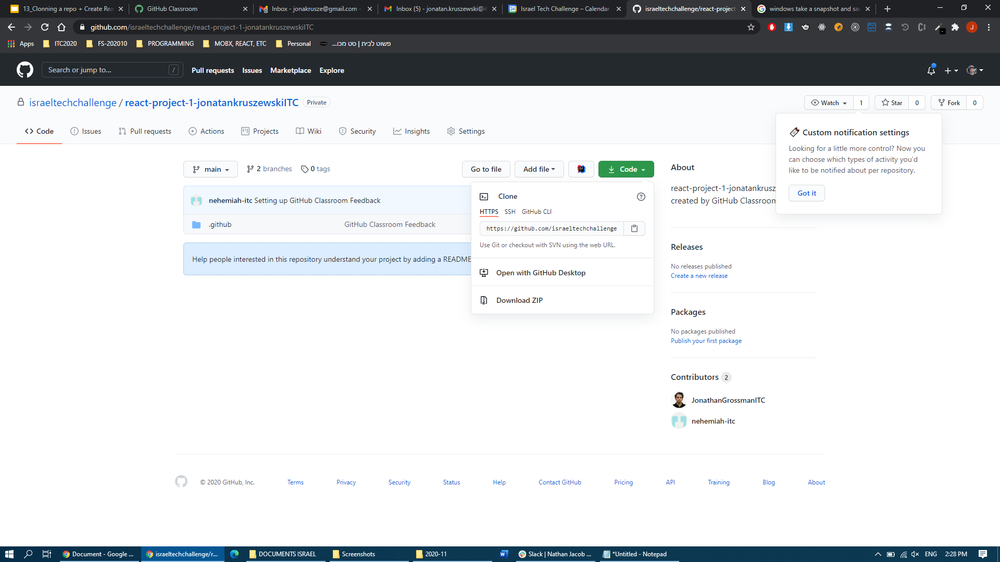 13_Clonning a repo + Create Rea
GitHub Classroom
Inbox - jonakrusze@gmail.com -
Inbox (5) - jonatan.kruszewski@it
Israel Tech Challenge – Calendar
israeltechchallenge/react-project
windows take a snapshot and sav
github.com/israeltechchallenge/react-project-1-jonatankruszewskiITC
Apps
ITC2020
FS-202010
PROGRAMMING
MOBX, REACT, ETC
Personal
פשוט לבית | סט מכו...
Search or jump to...
/
Pull requests
Issues
Marketplace
Explore
israeltechchallenge / react-project-1-jonatankruszewskiITC
Private
Watch
1
Star
0
Fork
0
Code
Issues
Pull requests
Actions
Projects
Wiki
Security
Insights
Settings
Custom notification settings
Looking for a little more control? Now you
can choose which types of activity you'd
like to be notified about per repository.
Got it
main
2 branches
0 tags
Go to file
Add file
Code
nehemiah-itc Setting up GitHub Classroom Feedback
.github
GitHub Classroom Feedback
Help people interested in this repository understand your project by adding a README
Clone
HTTPS
SSH
GitHub CLI
https://github.com/israeltechchallenge
Use Git or checkout with SVN using the web URL.
Open with GitHub Desktop
Download ZIP
About
react-project-1-jonatankrusz
created by GitHub Classroom
Releases
No releases published
Create a new release
Packages
No packages published
Publish your first package
Contributors 2
JonathanGrossmanITC
nehemiah-itc
© 2020 GitHub, Inc.
Terms
Privacy
Security
Status
Help
Contact GitHub
Pricing
API
Training
Blog
About
Document - Google ...
israeltechchallenge/r...
DOCUMENTS ISRAEL
Screenshots
2020-11
Slack | Nathan Jacob ...
*Untitled - Notepad
ENG
2:28 PM